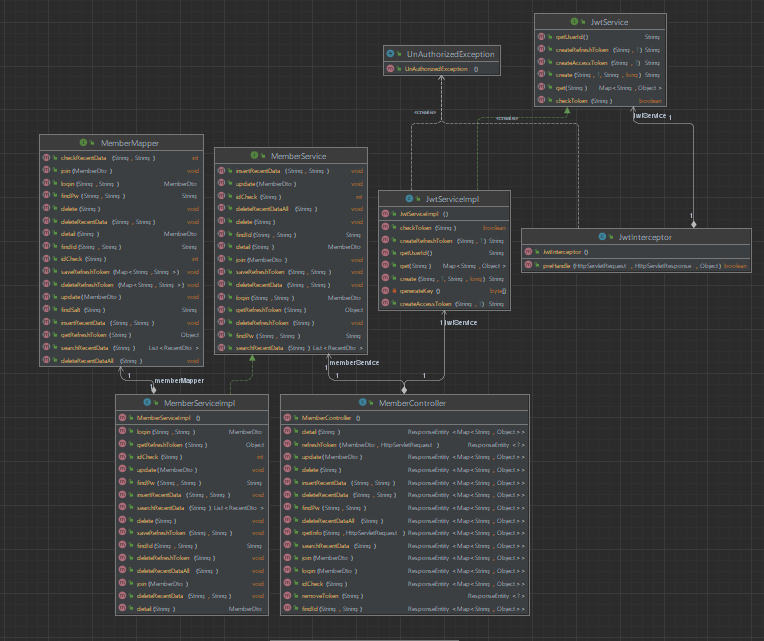 JwtService
getUserId() String
createRefreshToken (String , T) String
createAccessToken (String , T) String
create (String , T, String , long) String
get(String) Map<String , Object >
checkToken (String ) boolean
UnAuthorizedException
UnAuthorizedException ()
«create»
«create»
jwtService 1
MemberMapper
checkRecentData (String , String ) int
join (MemberDto ) void
login (String , String ) MemberDto
findPw (String , String ) String
delete (String ) void
deleteRecentData (String , String ) void
detail (String ) MemberDto
findId (String , String ) String
idCheck (String ) int
saveRefreshToken (Map<String , String >) void
deleteRefreshToken (Map<String , String >) void
update (MemberDto ) void
findSalt (String ) String
insertRecentData (String , String ) void
getRefreshToken (String ) Object
searchRecentData (String ) List <RecentDto >
deleteRecentDataAll (String ) void
MemberService
insertRecentData (String , String ) void
update (MemberDto ) void
idCheck (String ) int
deleteRecentDataAll (String ) void
delete (String ) void
findId (String , String ) String
detail (String ) MemberDto
join (MemberDto ) void
saveRefreshToken (String , String ) void
deleteRecentData (String , String ) void
login (String , String ) MemberDto
getRefreshToken (String ) Object
deleteRefreshToken (String ) void
findPw (String , String ) String
searchRecentData (String ) List <RecentDto >
JwtServiceImpl
JwtServiceImpl ()
checkToken (String ) boolean
createRefreshToken (String , T) String
getUserId() String
get(String ) Map<String , Object >
create (String , T, String , long) String
generateKey () byte[]
createAccessToken (String , T) String
JwtInterceptor
JwtInterceptor ()
preHandle (HttpServletRequest , HttpServletResponse , Object ) boolean
1
1 jwtService
1
memberService
1
1
1
memberMapper
1
1
MemberServiceImpl
MemberServiceImpl ()
login (String , String ) MemberDto
getRefreshToken (String ) Object
idCheck (String ) int
update (MemberDto ) void
findPw (String , String ) String
insertRecentData (String , String ) void
searchRecentData (String ) List <RecentDto >
delete (String ) void
saveRefreshToken (String , String ) void
findId (String , String ) String
deleteRefreshToken (String ) void
deleteRecentDataAll (String ) void
join (MemberDto ) void
deleteRecentData (String , String ) void
detail (String ) MemberDto
MemberController
MemberController ()
detail (String ) ResponseEntity <Map<String , Object >>
refreshToken (MemberDto , HttpServletRequest ) ResponseEntity <?>
update (MemberDto ) ResponseEntity <Map<String , Object >>
delete (String ) ResponseEntity <Map<String , Object >>
insertRecentData (String , String ) ResponseEntity <Map<String , Object >>
deleteRecentData (String , String ) ResponseEntity <Map<String , Object >>
findPw (String , String ) ResponseEntity <Map<String , Object >>
deleteRecentDataAll (String ) ResponseEntity <Map<String , Object >>
getInfo (String , HttpServletRequest ) ResponseEntity <Map<String , Object >>
searchRecentData (String ) ResponseEntity <Map<String , Object >>
join (MemberDto ) ResponseEntity <Map<String , Object >>
login (MemberDto ) ResponseEntity <Map<String , Object >>
idCheck (String ) ResponseEntity <Map<String , Object >>
removeToken (String ) ResponseEntity <?>
findId (String , String ) ResponseEntity <Map<String , Object >>